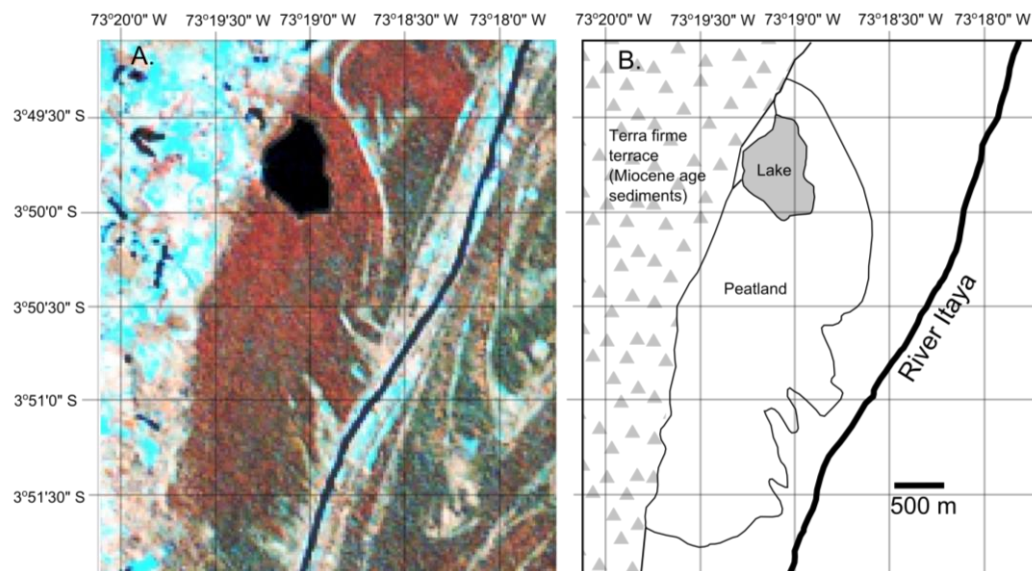 73°20'0" W 73°19'30" W 73°19'0" W 73°18'30" W 73°18'0" W
73°20'0" W 73°19'30" W 73°19'0" W 73°18'30" W 73°18'0" W
A.
B.
3°49'30" S
3°50'0" S
3°50'30" S
3°51'0" S
3°51'30" S
Terra firme
terrace
(Miocene age
sediments)
Lake
Peatland
River Itaya
500 m